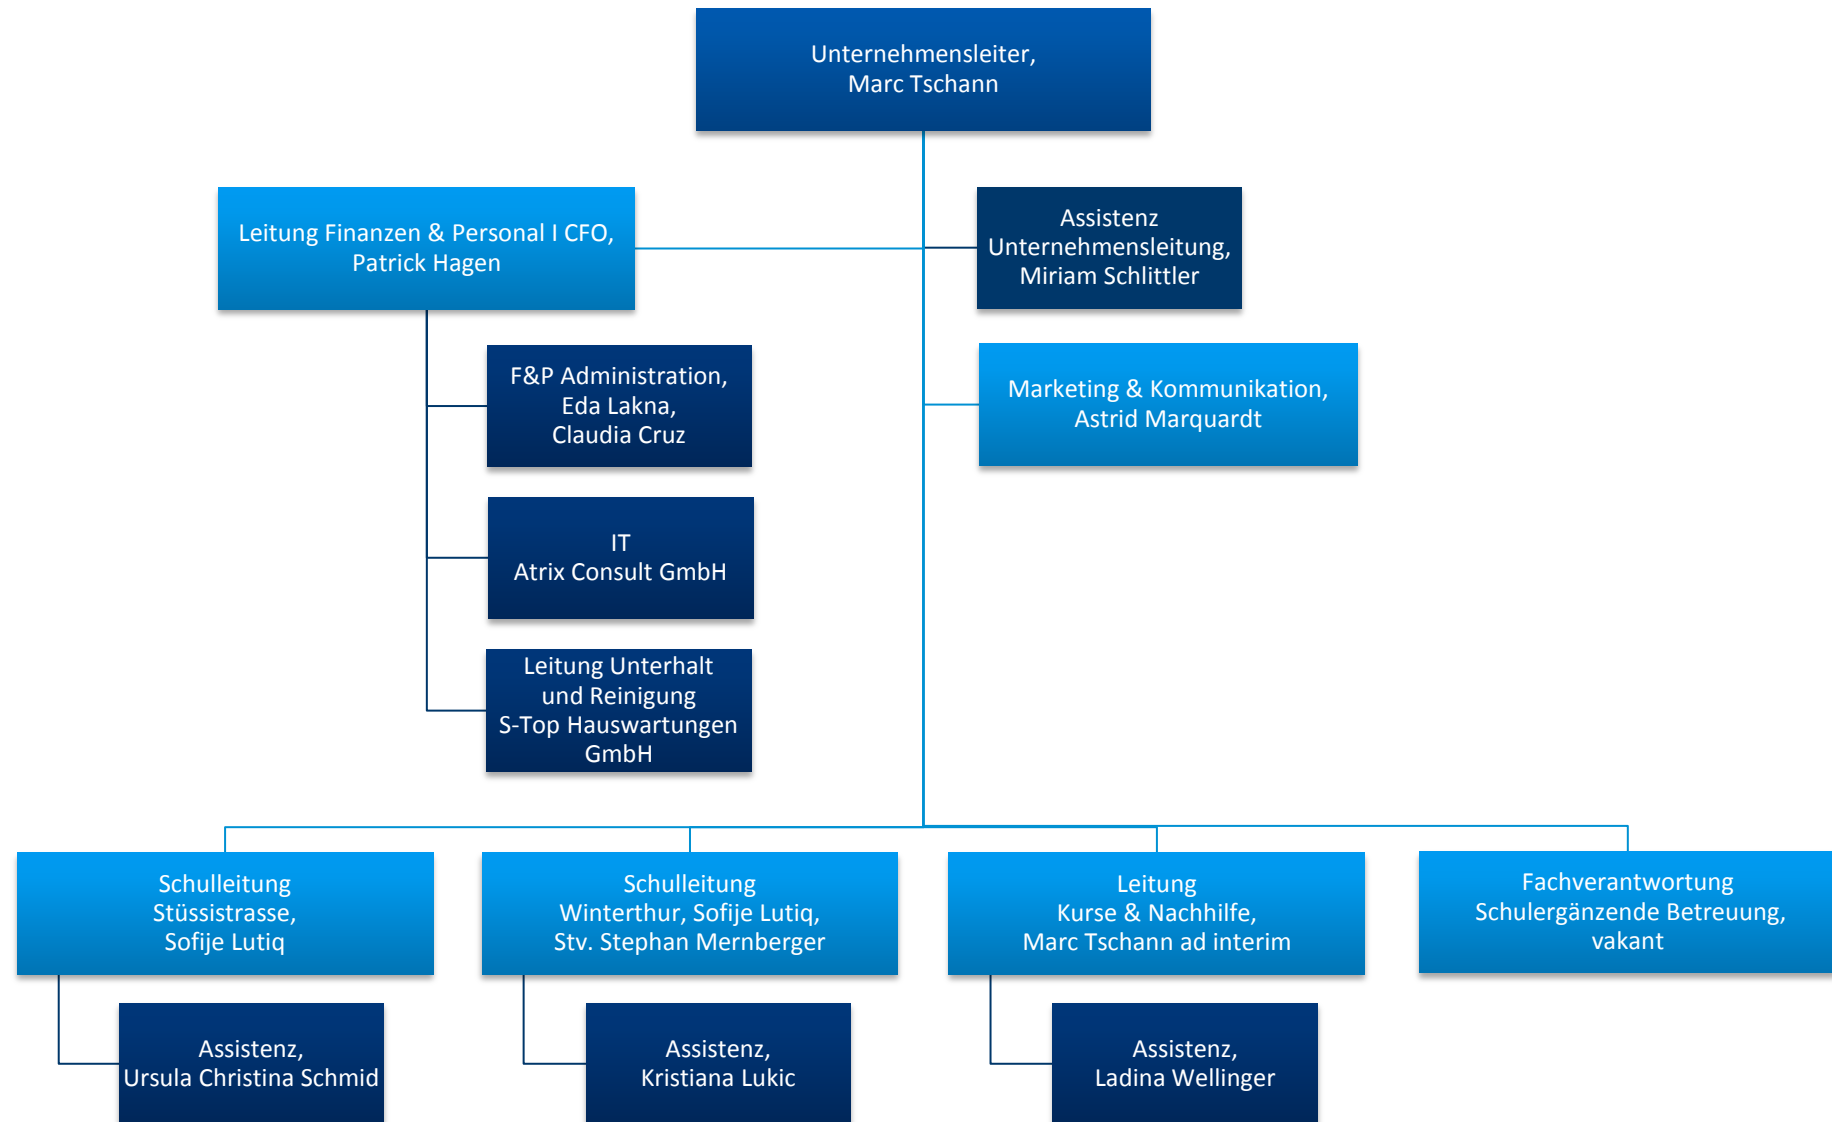 Unternehmensleiter,
Marc Tschann
Leitung Finanzen & Personal I CFO,
Patrick Hagen
Assistenz
Unternehmensleitung,
Miriam Schlittler
F&P Administration,
Eda Lakna,
Claudia Cruz
Marketing & Kommunikation,
Astrid Marquardt
IT
Atrix Consult GmbH
Leitung Unterhalt
und Reinigung
S-Top Hauswartungen
GmbH
Schulleitung
Stüssistrasse,
Sofije Lutiq
Schulleitung
Winterthur, Sofije Lutiq,
Stv. Stephan Mernberger
Leitung
Kurse & Nachhilfe,
Marc Tschann ad interim
Fachverantwortung
Schulergänzende Betreuung,
vakant
Assistenz,
Ursula Christina Schmid
Assistenz,
Kristiana Lukic
Assistenz,
Ladina Wellinger